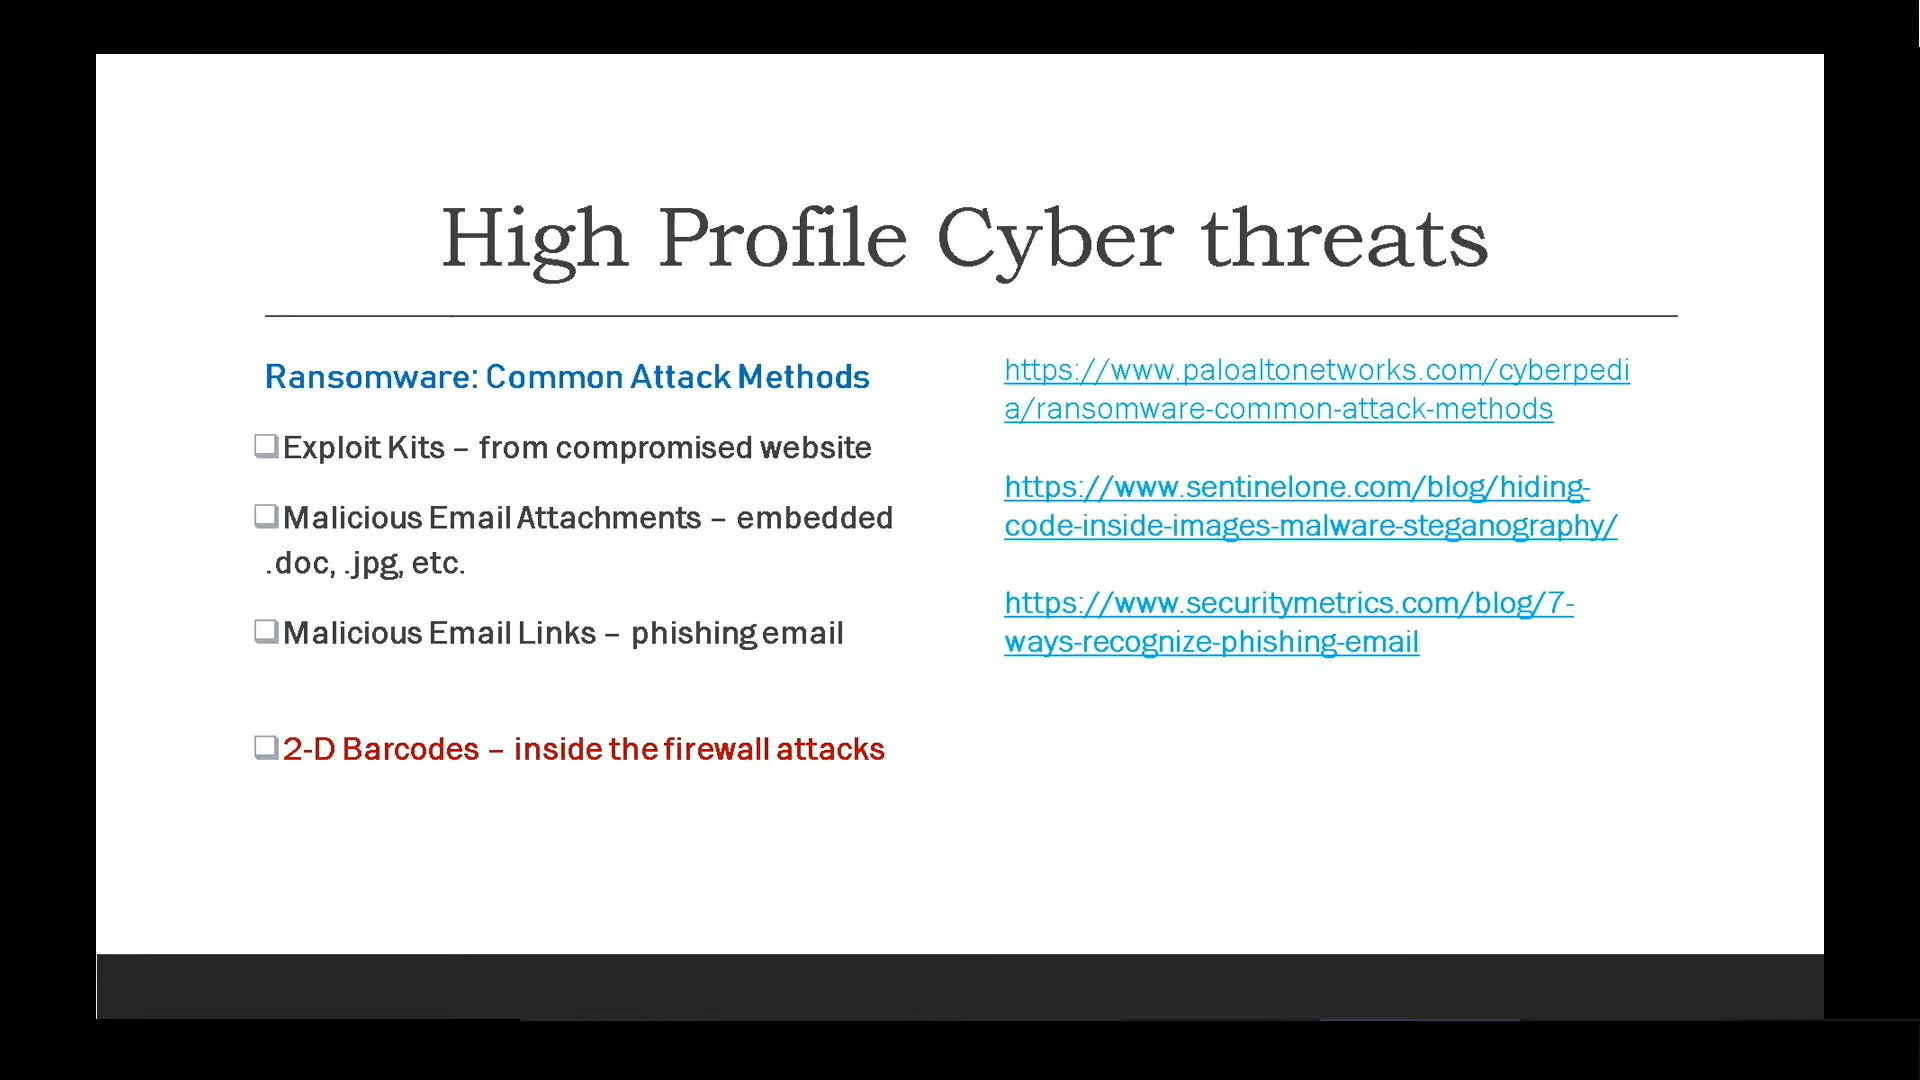 High Profile Cyber threats
Ransomware: Common Attack Methods
Exploit Kits – from compromised website
Malicious Email Attachments – embedded
.doc, .jpg, etc.
Malicious Email Links – phishing email
2-D Barcodes – inside the firewall attacks
https://www.paloaltonetworks.com/cyberpedi
a/ransomware-common-attack-methods
https://www.sentinelone.com/blog/hiding-
code-inside-images-malware-steganography/
https://www.securitymetrics.com/blog/7-
ways-recognize-phishing-email